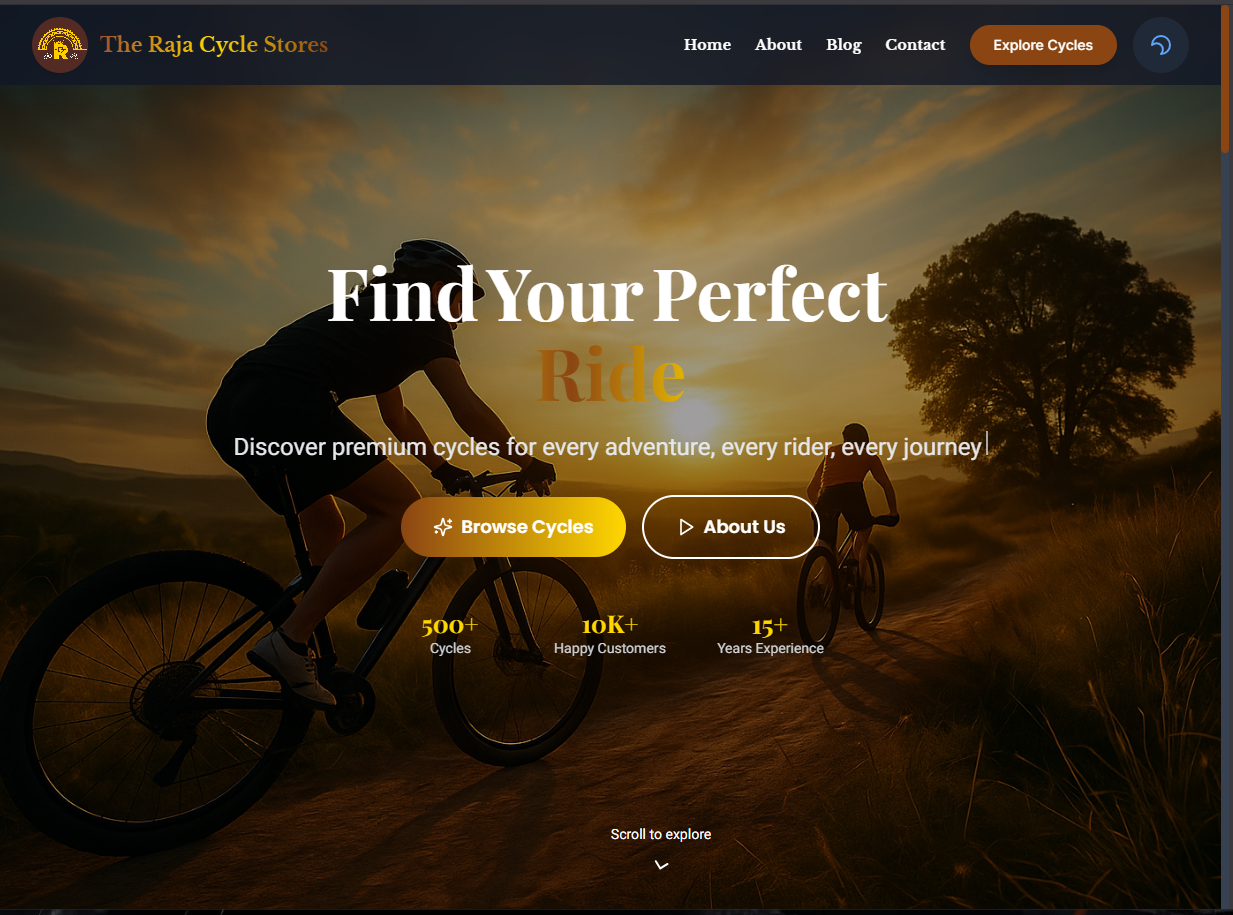 R
The Raja Cycle Stores
Home
About
Blog
Contact
Explore Cycles
Find Your Perfect
Ride
Discover premium cycles for every adventure, every rider, every journey
Browse Cycles
About Us
500+
Cycles
10K+
Happy Customers
15+
Years Experience
Scroll to explore